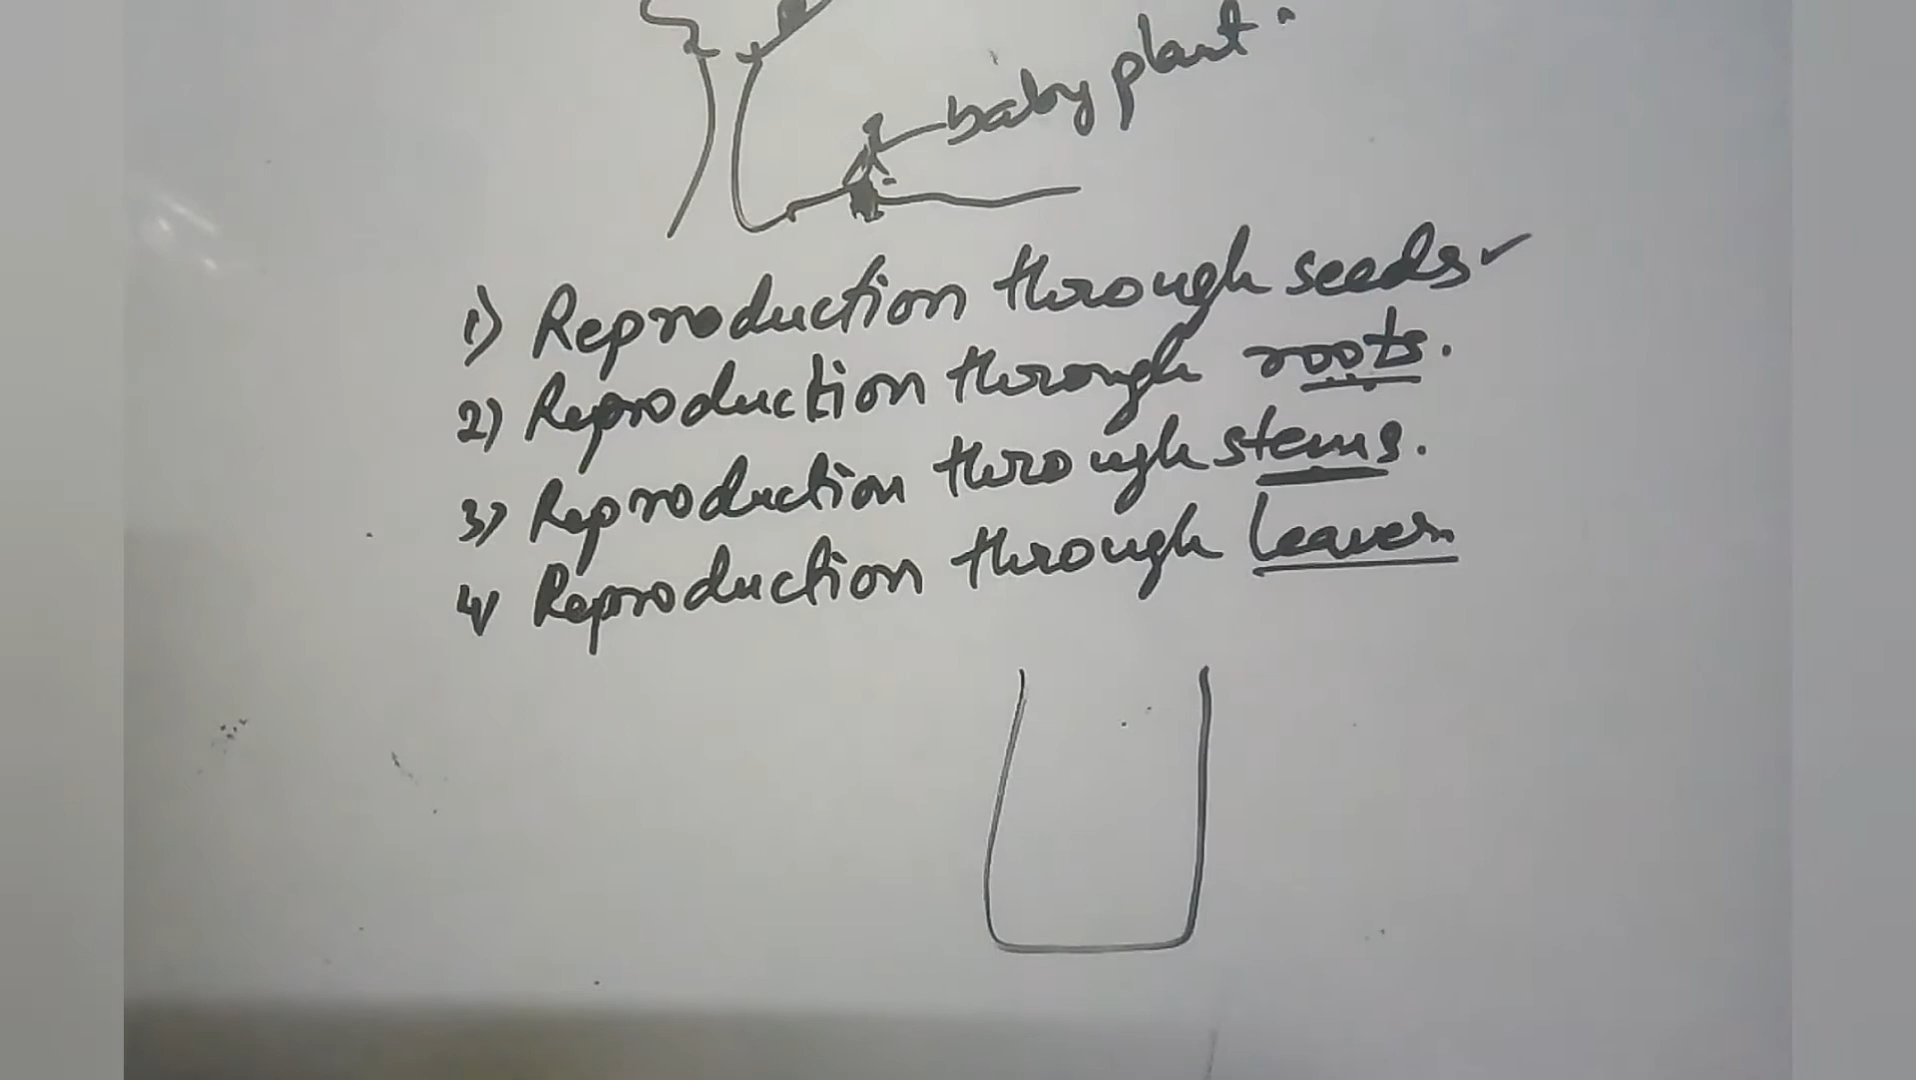 baby plant.
1) Reproduction through seeds ✓
2) Reproduction through roots.
3) Reproduction through stems.
4) Reproduction through leaves.